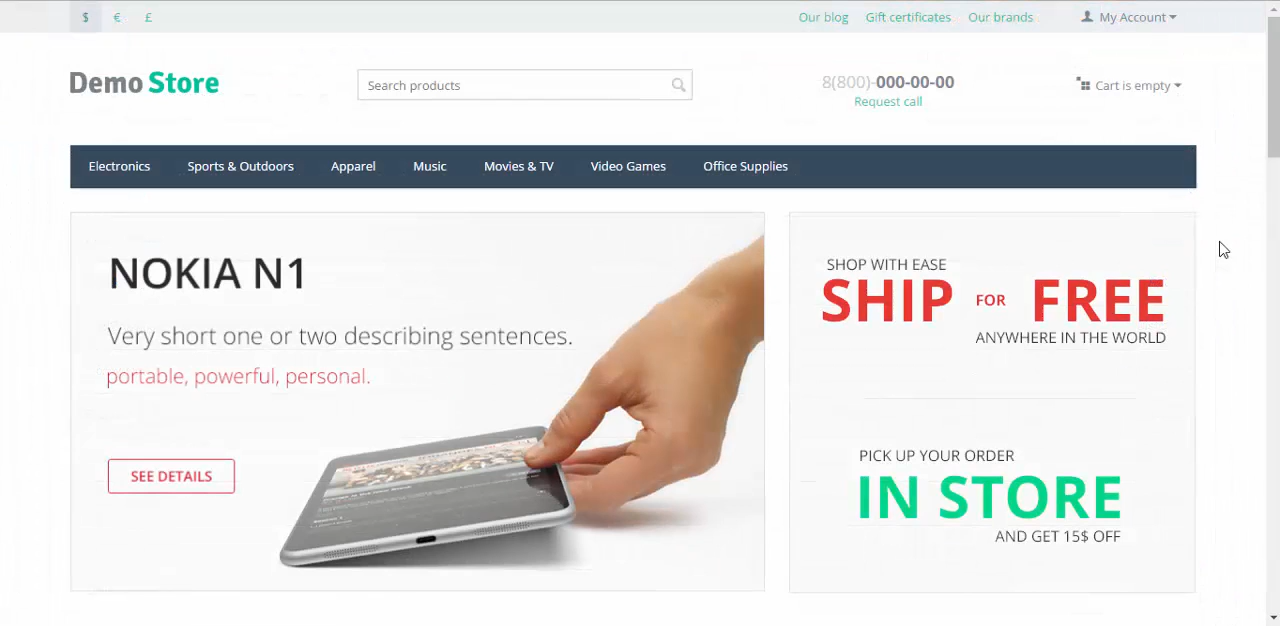 $ € £ Our blog Gift certificates Our brands My Account
Demo Store Search products 8(800)-000-00-00 Cart is empty
Request call
Electronics Sports & Outdoors Apparel Music Movies & TV Video Games Office Supplies
NOKIA N1
Very short one or two describing sentences.
portable, powerful, personal.
SEE DETAILS
SHOP WITH EASE
SHIP FOR FREE
ANYWHERE IN THE WORLD
PICK UP YOUR ORDER
IN STORE
AND GET 15$ OFF